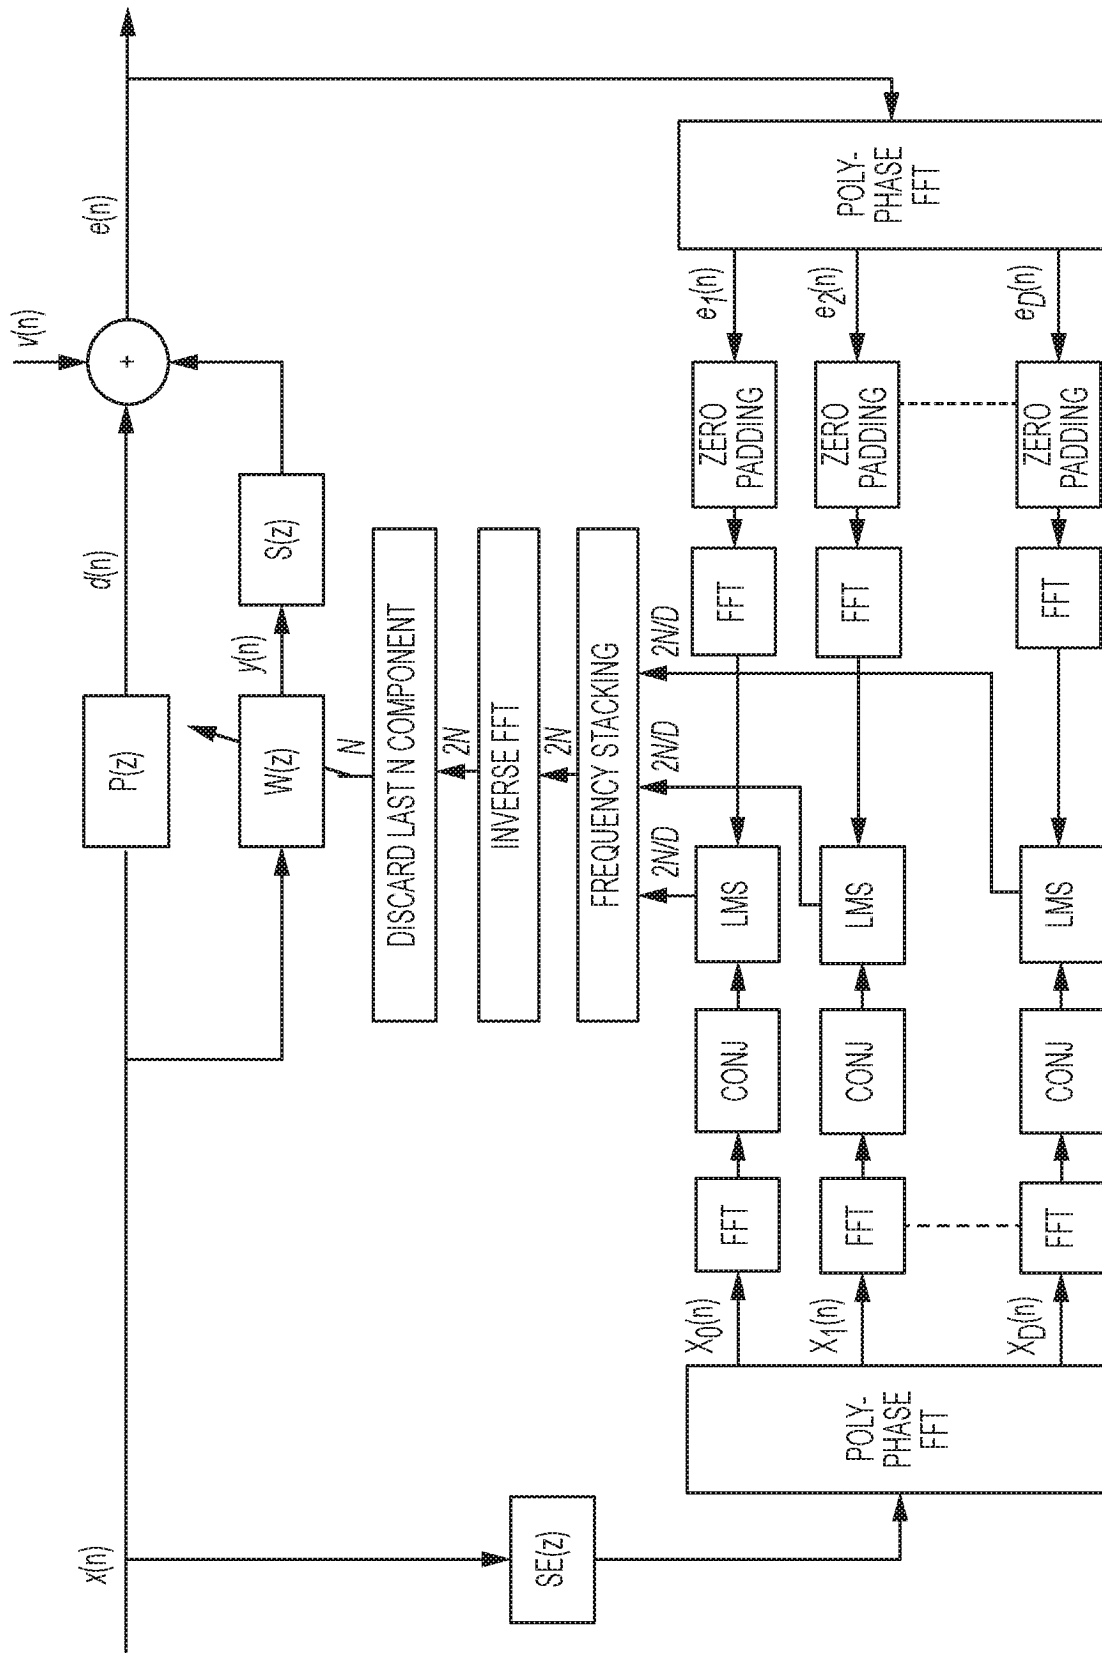 x(n)
P(z)
d(n)
v(n)
+
e(n)
W(z)
y(n)
S(z)
N
DISCARD LAST N COMPONENT
2N
INVERSE FFT
2N
SE(z)
FREQUENCY STACKING
2N/D
2N/D
2N/D
POLY-
PHASE
FFT
X0(n)
FFT
CONJ
LMS
FFT
ZERO
PADDING
e1(n)
X1(n)
FFT
CONJ
LMS
FFT
ZERO
PADDING
e2(n)
XD(n)
FFT
CONJ
LMS
FFT
ZERO
PADDING
eD(n)
POLY-
PHASE
FFT